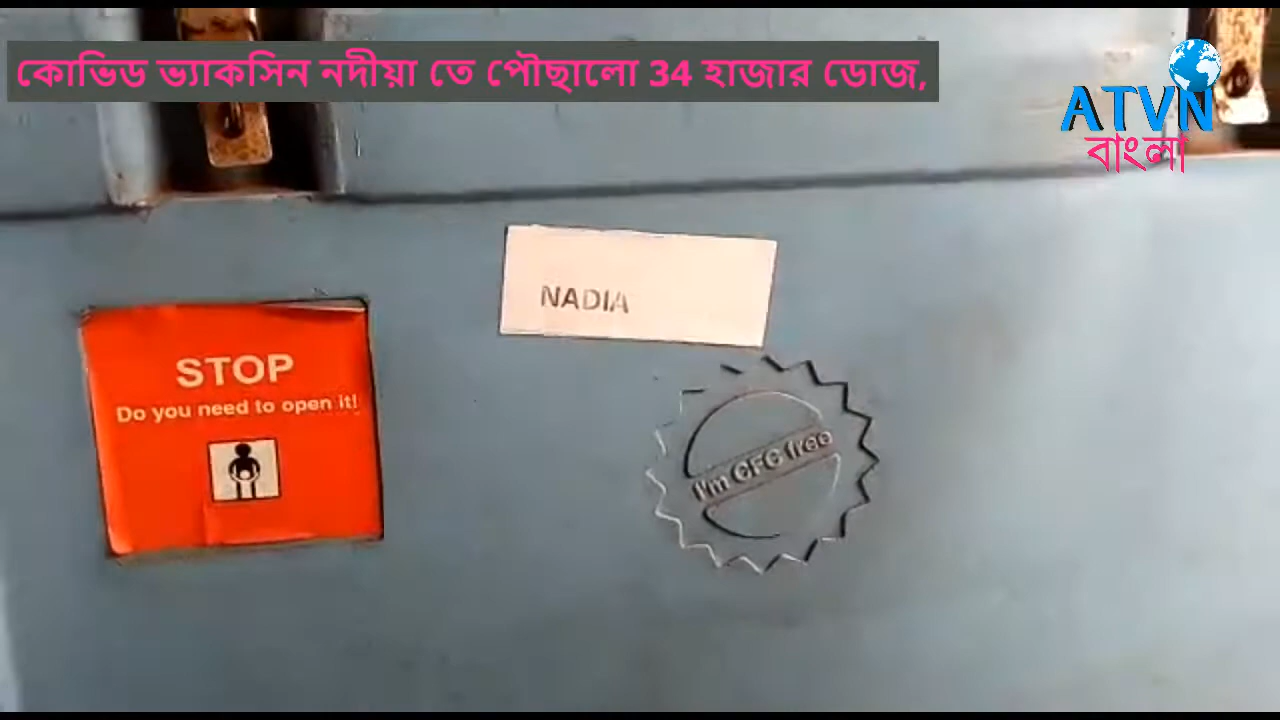 কোভিড ভ্যাকসিন নদীয়া তে পৌছালো 34 হাজার ডোজ,
ATVN
বাংলা
NADIA
STOP
Do you need to open it!
I'm CFC free